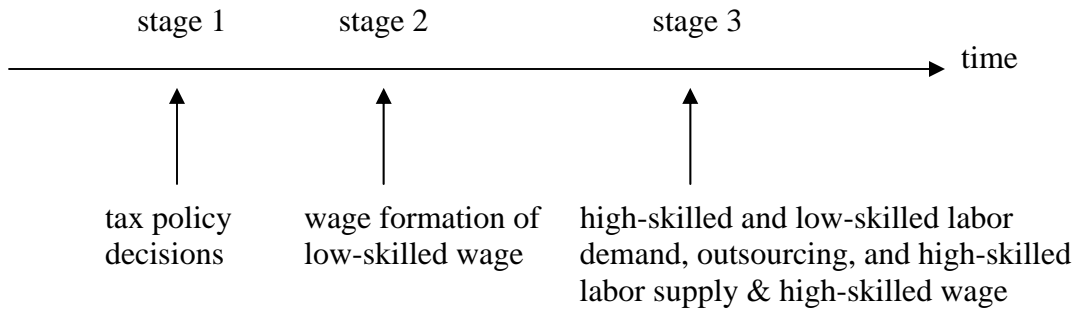 stage 1 stage 2 stage 3
time
tax policy wage formation of high-skilled and low-skilled labor
decisions low-skilled wage demand, outsourcing, and high-skilled
labor supply & high-skilled wage